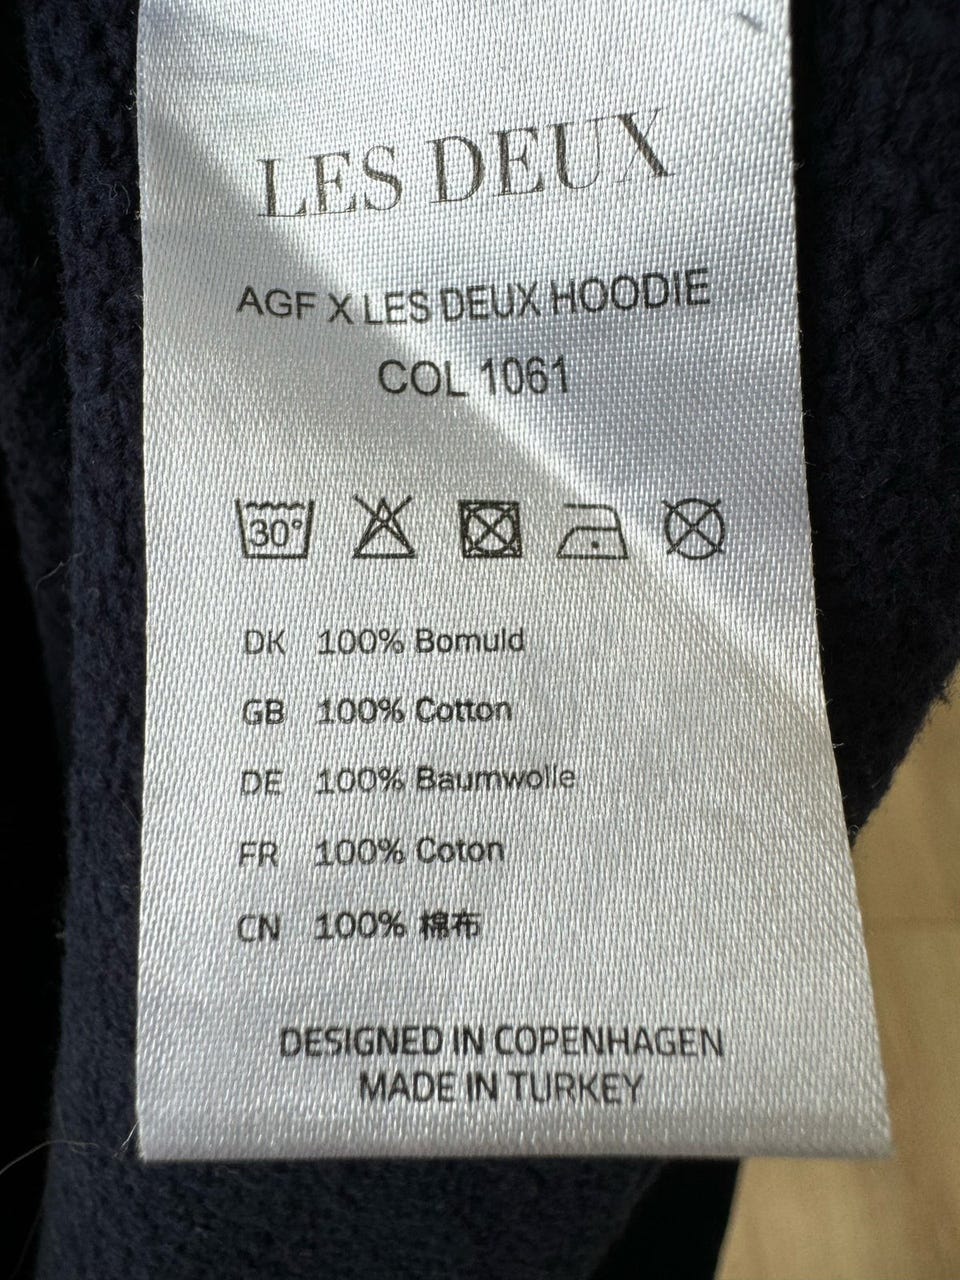 LES DEUX
AGF X LES DEUX HOODIE
COL 1061
30°
DK 100% Bomuld
GB 100% Cotton
DE 100% Baumwolle
FR 100% Coton
CN 100% 棉布
DESIGNED IN COPENHAGEN
MADE IN TURKEY